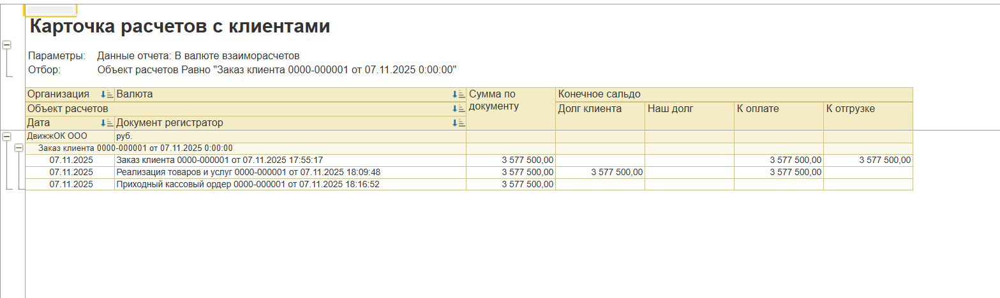 Карточка расчетов с клиентами
Параметры: Данные отчета: В валюте взаиморасчетов
Отбор: Объект расчетов Равно "Заказ клиента 0000-000001 от 07.11.2025 0:00:00"
Организация Валюта Сумма по документу Конечное сальдо
Объект расчетов Долг клиента Наш долг К оплате К отгрузке
Дата Документ регистратор
ДвижжОК ООО руб.
Заказ клиента 0000-000001 от 07.11.2025 0:00:00
07.11.2025 Заказ клиента 0000-000001 от 07.11.2025 17:55:17 3 577 500,00 3 577 500,00 3 577 500,00
07.11.2025 Реализация товаров и услуг 0000-000001 от 07.11.2025 18:09:48 3 577 500,00 3 577 500,00 3 577 500,00
07.11.2025 Приходный кассовый ордер 0000-000001 от 07.11.2025 18:16:52 3 577 500,00